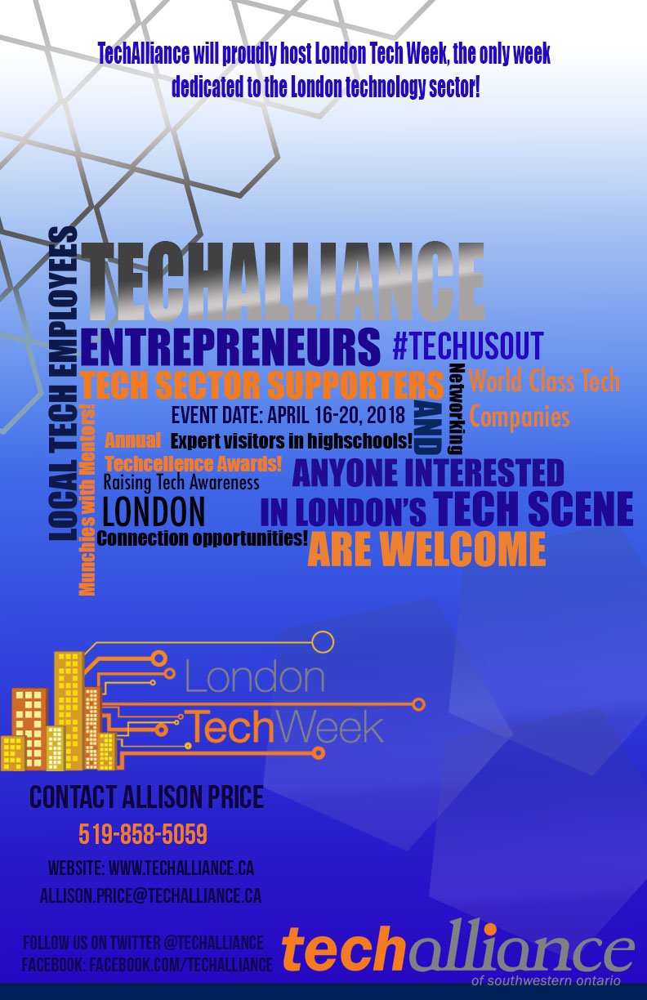 TechAlliance will proudly host London Tech Week, the only week
dedicated to the London technology sector!
LOCAL TECH EMPLOYEES
TECHALLIANCE
ENTREPRENEURS
#TECHUSOUT
TECH SECTOR SUPPORTERS
Networking
World Class Tech
Companies
EVENT DATE: APRIL 16-20, 2018
AND
Munchies with Mentors!
Annual
Techcellence Awards!
Expert visitors in highschools!
Raising Tech Awareness
ANYONE INTERESTED
LONDON
IN LONDON'S TECH SCENE
Connection opportunities!
ARE WELCOME
London
TechWeek
CONTACT ALLISON PRICE
519-858-5059
WEBSITE: WWW.TECHALLIANCE.CA
ALLISON.PRICE@TECHALLIANCE.CA
FOLLOW US ON TWITTER @TECHALLIANCE
FACEBOOK: FACEBOOK.COM/TECHALLIANCE
techalliance
of southwestern ontario